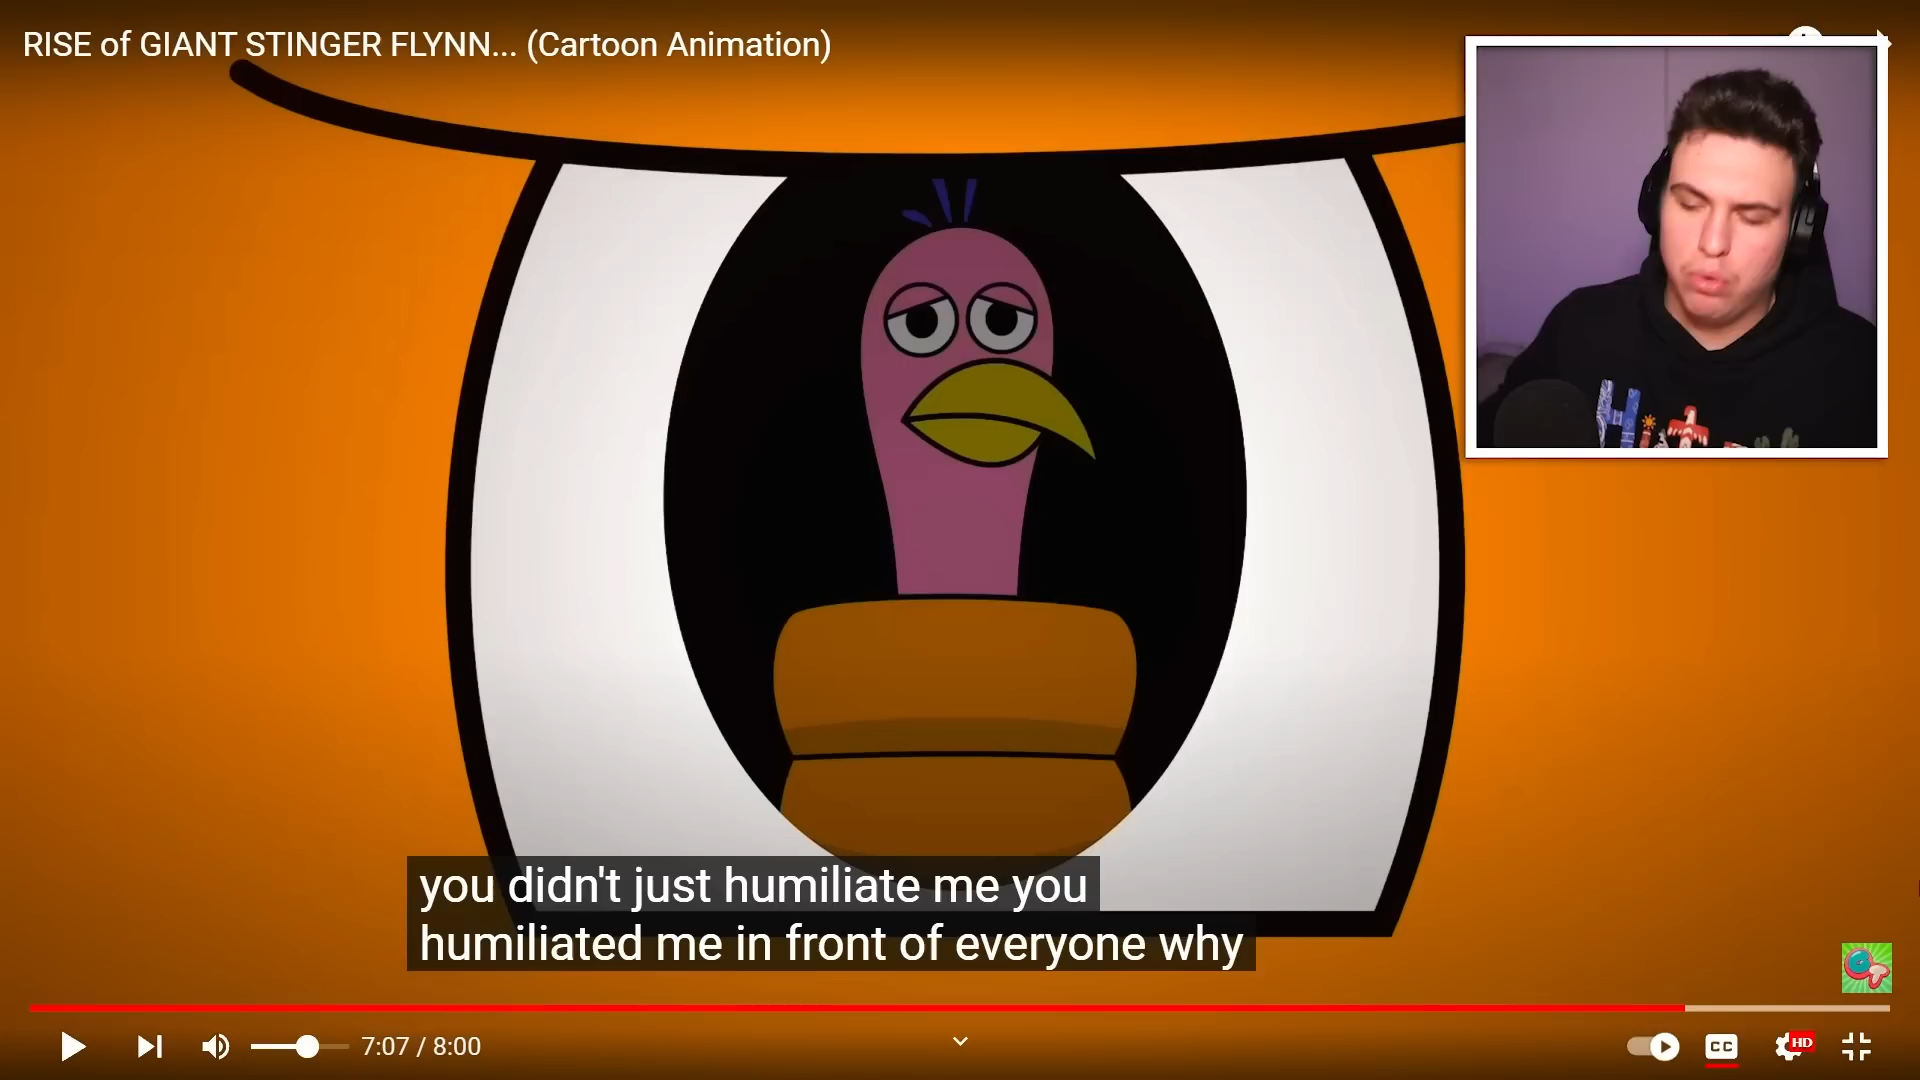 RISE of GIANT STINGER FLYNN... (Cartoon Animation)
you didn't just humiliate me you
humiliated me in front of everyone why
7:07 / 8:00
CC
HD